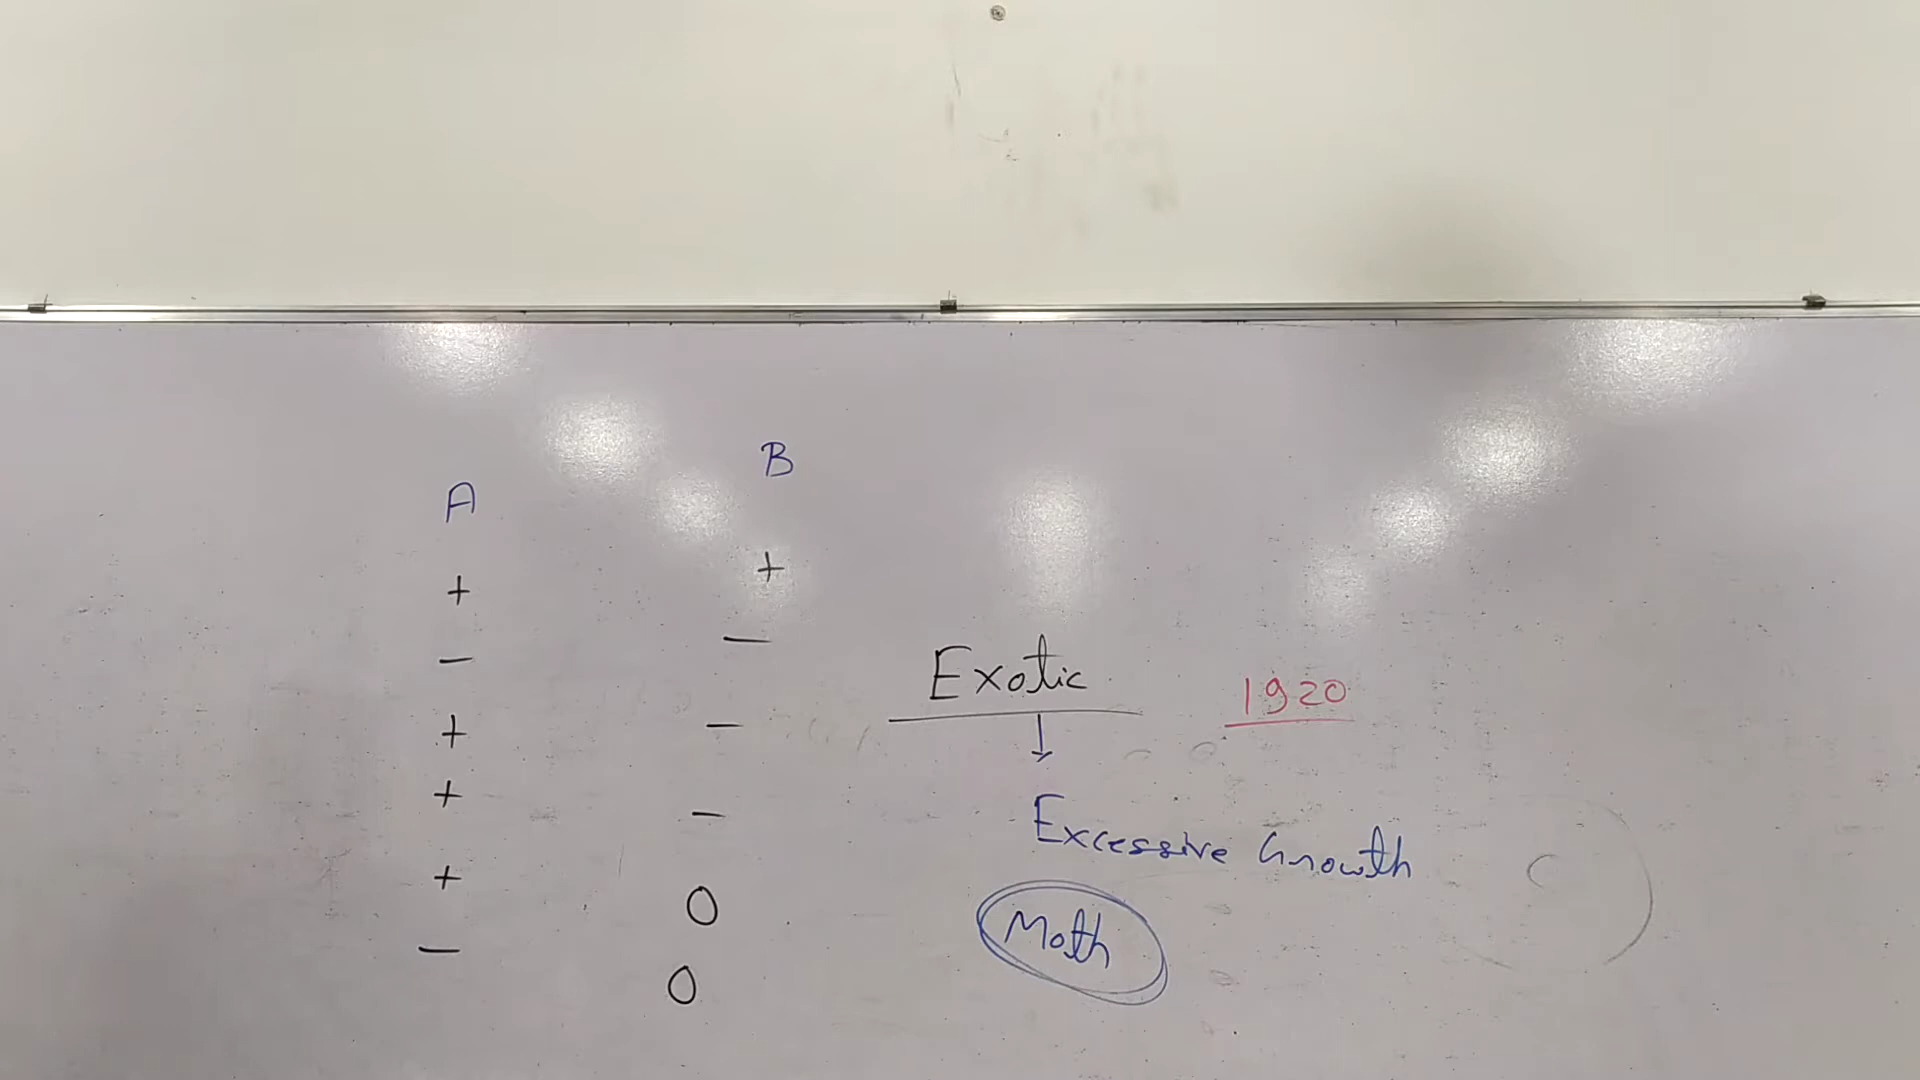 A B
+ +
− −
+ −
+ −
+ 0
− 0
Exotic
1920
↓
Excessive Growth
Moth